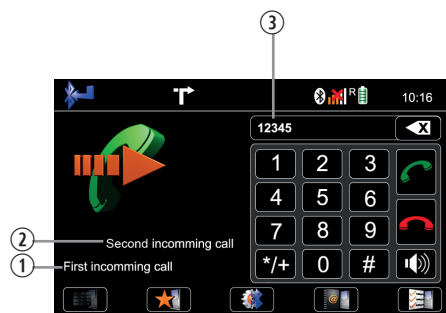 3
R
10:16
12345
X
1 2 3
4 5 6
7 8 9
*/+ 0 #
2 Second incomming call
1 First incomming call
@